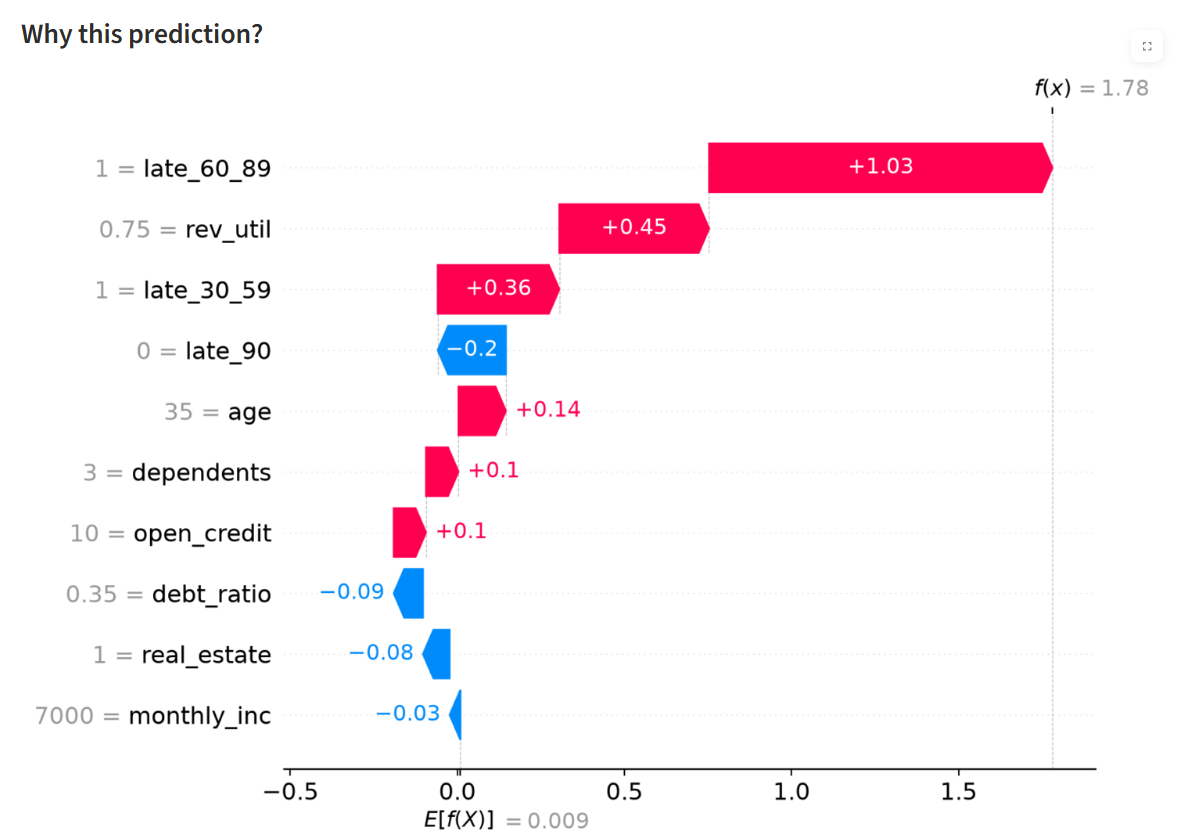 Why this prediction?
f(x) = 1.78
1 = late_60_89
+1.03
0.75 = rev_util
+0.45
1 = late_30_59
+0.36
0 = late_90
−0.2
35 = age
+0.14
3 = dependents
+0.1
10 = open_credit
+0.1
0.35 = debt_ratio
−0.09
1 = real_estate
−0.08
7000 = monthly_inc
−0.03
−0.5 0.0 0.5 1.0 1.5
E[f(X)] = 0.009